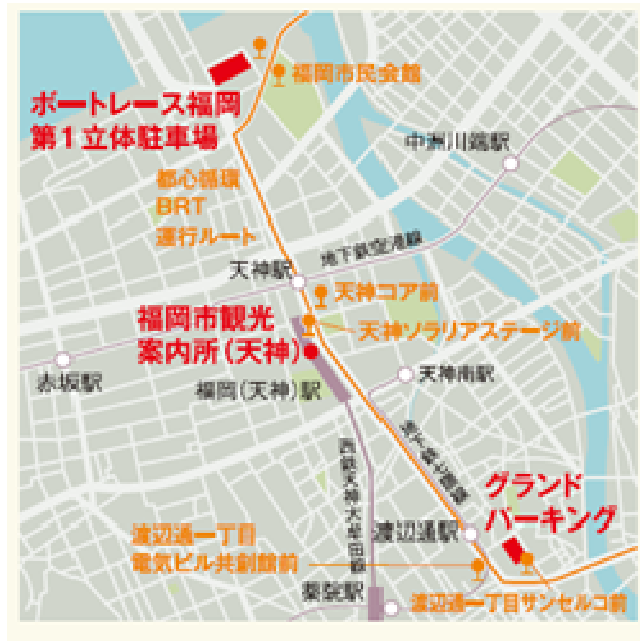 福岡市民会館
ボートレース福岡
第1立体駐車場
中洲川端駅
都心循環
BRT
運行ルート
地下鉄空港線
天神駅
天神コア前
福岡市観光
案内所(天神)
天神ソラリアステージ前
赤坂駅
福岡(天神)駅
天神南駅
地下鉄七隈線
西鉄天神大牟田線
グランド
パーキング
渡辺通駅
渡辺通一丁目
電気ビル共創館前
薬院駅
渡辺通一丁目サンセルコ前